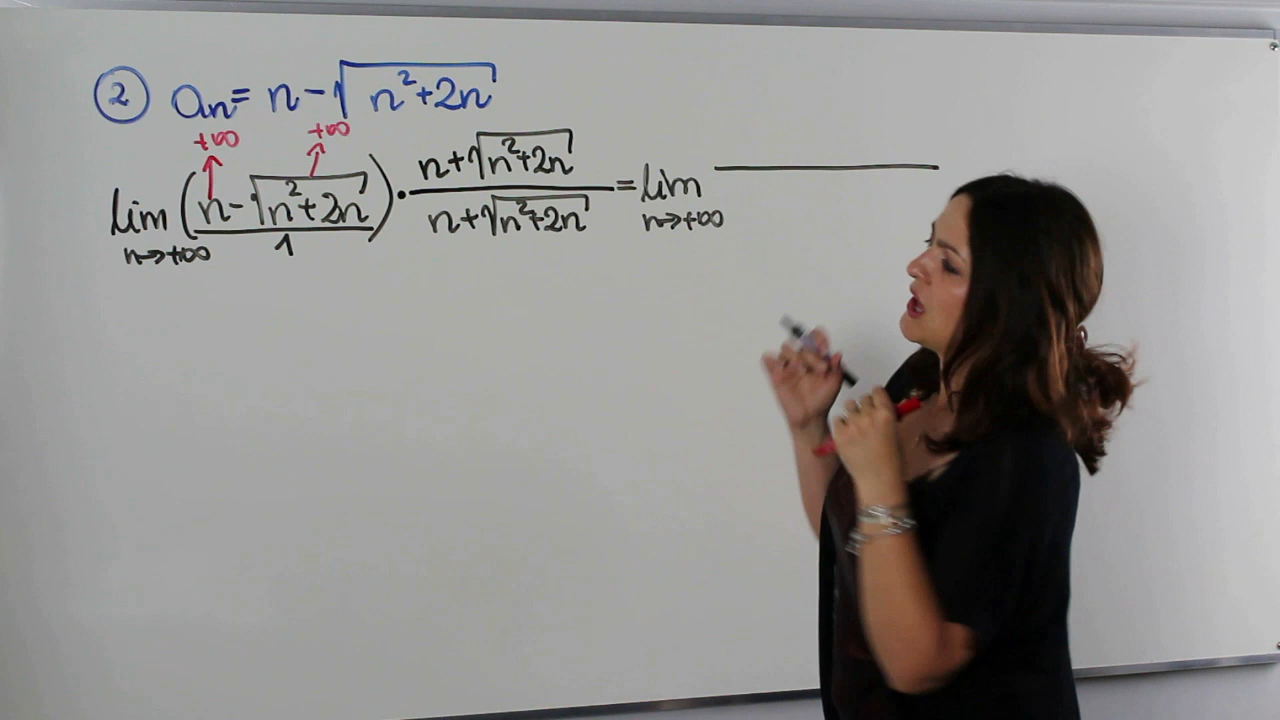 ② an = n - √(n²+2n)
+∞ +∞
lim n→+∞ ((n - √(n²+2n))/1) · (n+√(n²+2n))/(n+√(n²+2n)) = lim n→+∞